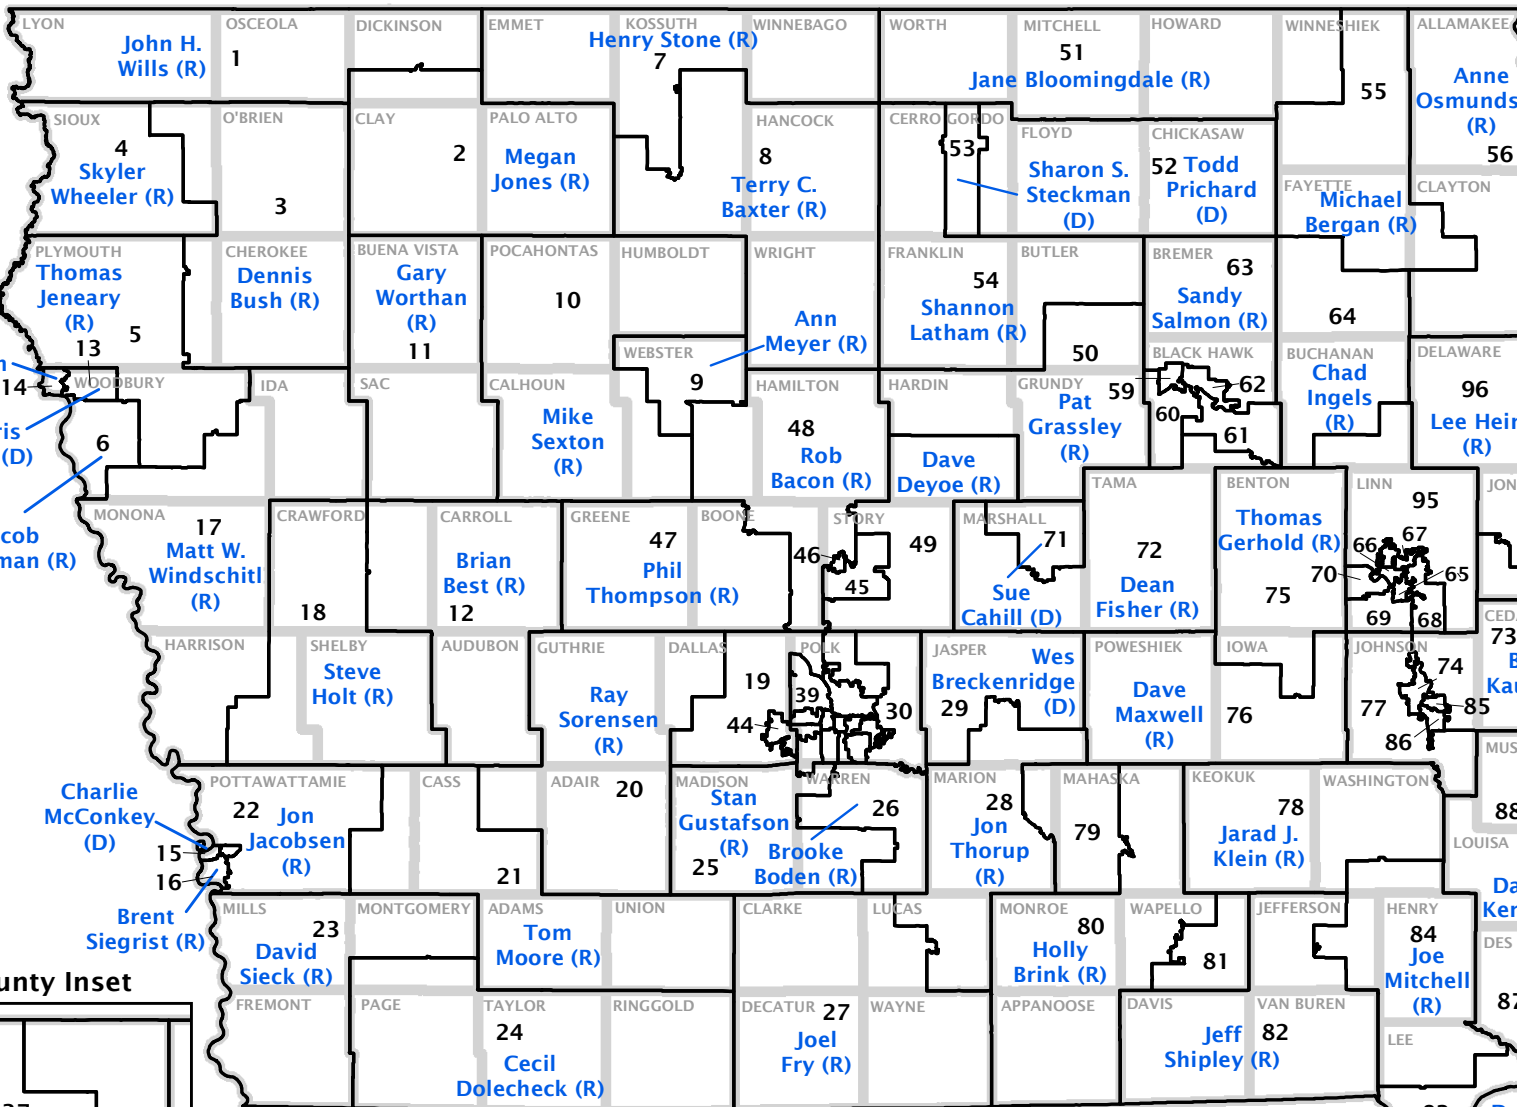 LYON
OSCEOLA
DICKINSON
EMMET
KOSSUTH
WINNEBAGO
WORTH
MITCHELL
HOWARD
WINNESHIEK
ALLAMAKEE
John H.
Wills (R)
1
Henry Stone (R)
7
51
Jane Bloomingdale (R)
55
Anne
Osmunds
(R)
56
SIOUX
O'BRIEN
CLAY
PALO ALTO
HANCOCK
CERRO GORDO
FLOYD
CHICKASAW
FAYETTE
CLAYTON
4
Skyler
Wheeler (R)
3
2
Megan
Jones (R)
8
Terry C.
Baxter (R)
53
Sharon S.
Steckman
(D)
52
Todd
Prichard
(D)
Michael
Bergan (R)
PLYMOUTH
CHEROKEE
BUENA VISTA
POCAHONTAS
HUMBOLDT
WRIGHT
FRANKLIN
BUTLER
BREMER
Thomas
Jeneary
(R)
5
Dennis
Bush (R)
Gary
Worthan
(R)
11
10
Ann
Meyer (R)
54
Shannon
Latham (R)
50
63
Sandy
Salmon (R)
64
13
14
WOODBURY
IDA
SAC
CALHOUN
WEBSTER
9
HAMILTON
HARDIN
GRUNDY
BLACK HAWK
BUCHANAN
DELAWARE
ris
(D)
6
Mike
Sexton
(R)
48
Rob
Bacon (R)
Dave
Deyoe (R)
Pat
Grassley
(R)
59
62
60
61
Chad
Ingels
(R)
96
Lee Hein
(R)
cob
man (R)
MONONA
CRAWFORD
CARROLL
GREENE
BOONE
STORY
MARSHALL
TAMA
BENTON
LINN
JON
17
Matt W.
Windschitl
(R)
18
Brian
Best (R)
12
47
Phil
Thompson (R)
46
45
49
71
Sue
Cahill (D)
72
Dean
Fisher (R)
Thomas
Gerhold (R)
75
95
66
67
70
65
69
68
HARRISON
SHELBY
AUDUBON
GUTHRIE
DALLAS
POLK
JASPER
POWESHIEK
IOWA
JOHNSON
CED
Steve
Holt (R)
Ray
Sorensen
(R)
19
39
30
44
Wes
Breckenridge
(D)
29
Dave
Maxwell
(R)
76
77
74
85
86
73
B
Kau
MUS
POTTAWATTAMIE
CASS
ADAIR
MADISON
WARREN
MARION
MAHASKA
KEOKUK
WASHINGTON
LOUISA
Charlie
McConkey
(D)
15
16
22
Jon
Jacobsen
(R)
21
20
Stan
Gustafson
(R)
25
26
Brooke
Boden (R)
28
Jon
Thorup
(R)
79
78
Jarad J.
Klein (R)
88
Brent
Siegrist (R)
MILLS
MONTGOMERY
ADAMS
UNION
CLARKE
LUCAS
MONROE
WAPELLO
JEFFERSON
HENRY
DES
23
David
Sieck (R)
Tom
Moore (R)
80
Holly
Brink (R)
81
84
Joe
Mitchell
(R)
Da
Ker
87
unty Inset
FREMONT
PAGE
TAYLOR
RINGGOLD
DECATUR
WAYNE
APPANOOSE
DAVIS
VAN BUREN
LEE
24
Cecil
Dolecheck (R)
27
Joel
Fry (R)
Jeff
Shipley (R)
82